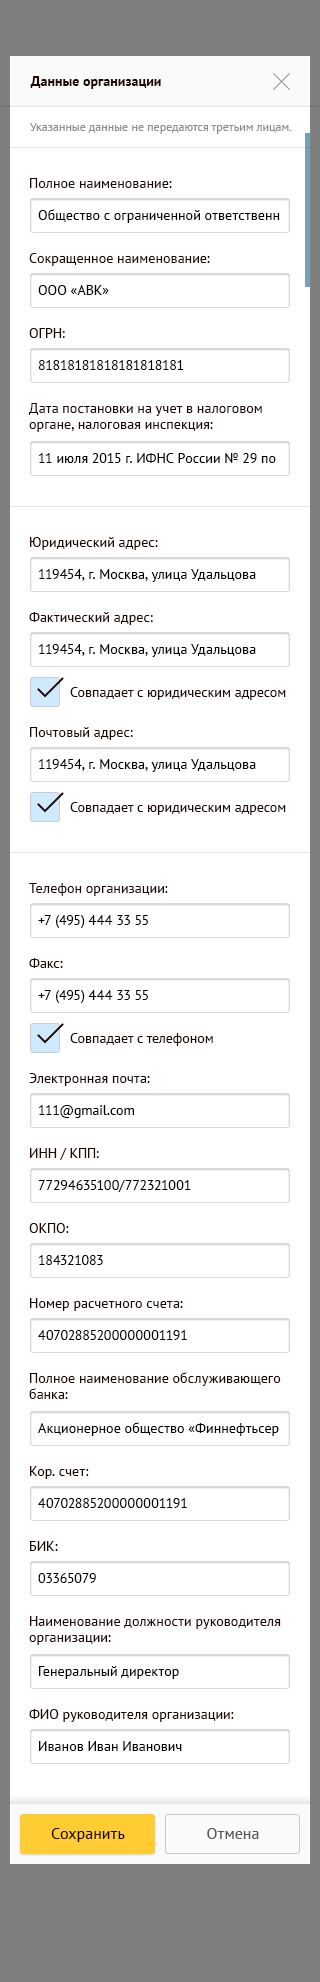 Данные организации
Указанные данные не передаются третьим лицам.
Полное наименование:
Общество с ограниченной ответственн
Сокращенное наименование:
ООО «АВК»
ОГРН:
81818181818181818181
Дата постановки на учет в налоговом
органе, налоговая инспекция:
11 июля 2015 г. ИФНС России № 29 по
Юридический адрес:
119454, г. Москва, улица Удальцова
Фактический адрес:
119454, г. Москва, улица Удальцова
Совпадает с юридическим адресом
Почтовый адрес:
119454, г. Москва, улица Удальцова
Совпадает с юридическим адресом
Телефон организации:
+7 (495) 444 33 55
Факс:
+7 (495) 444 33 55
Совпадает с телефоном
Электронная почта:
111@gmail.com
ИНН / КПП:
77294635100/772321001
ОКПО:
184321083
Номер расчетного счета:
40702885200000001191
Полное наименование обслуживающего
банка:
Акционерное общество «Финнефтьсер
Кор. счет:
40702885200000001191
БИК:
03365079
Наименование должности руководителя
организации:
Генеральный директор
ФИО руководителя организации:
Иванов Иван Иванович
Сохранить
Отмена